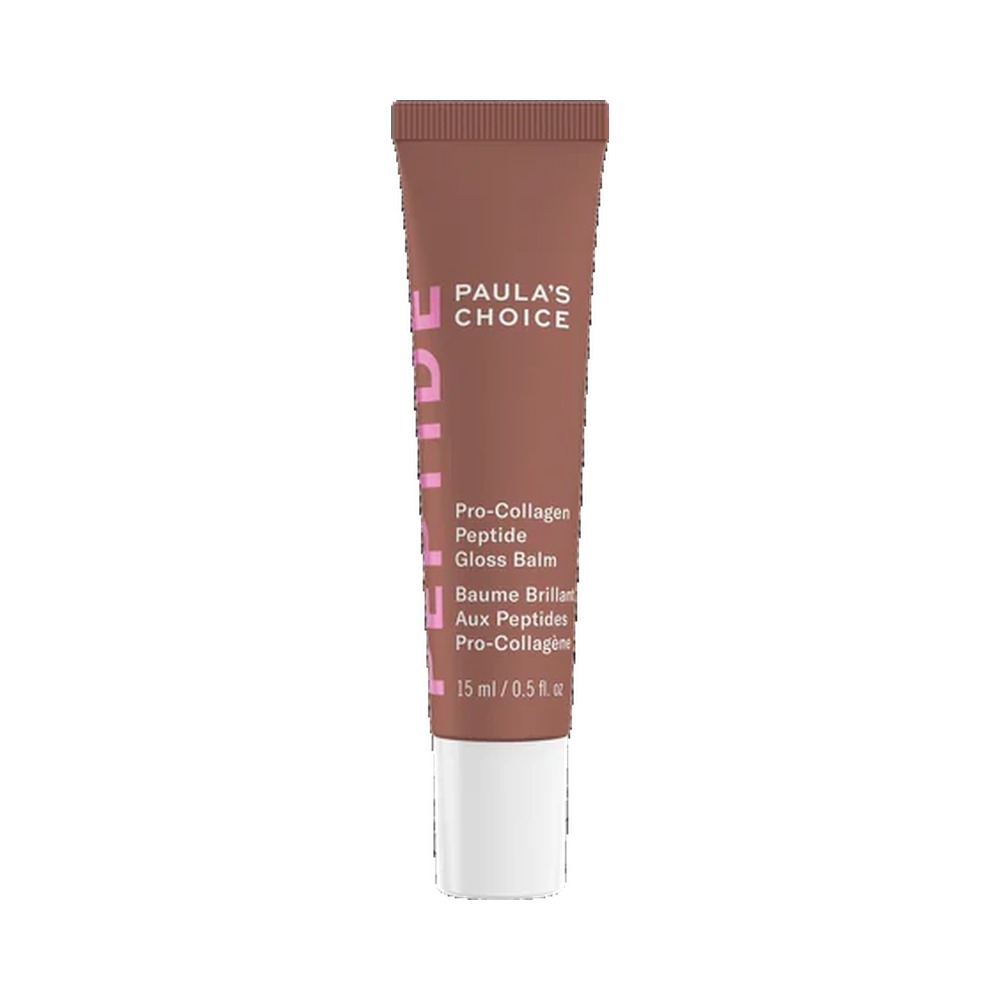 PEPTIDE
PAULA'S
CHOICE
Pro-Collagen
Peptide
Gloss Balm
Baume Brillant
Aux Peptides
Pro-Collagène
15 ml / 0.5 fl. oz